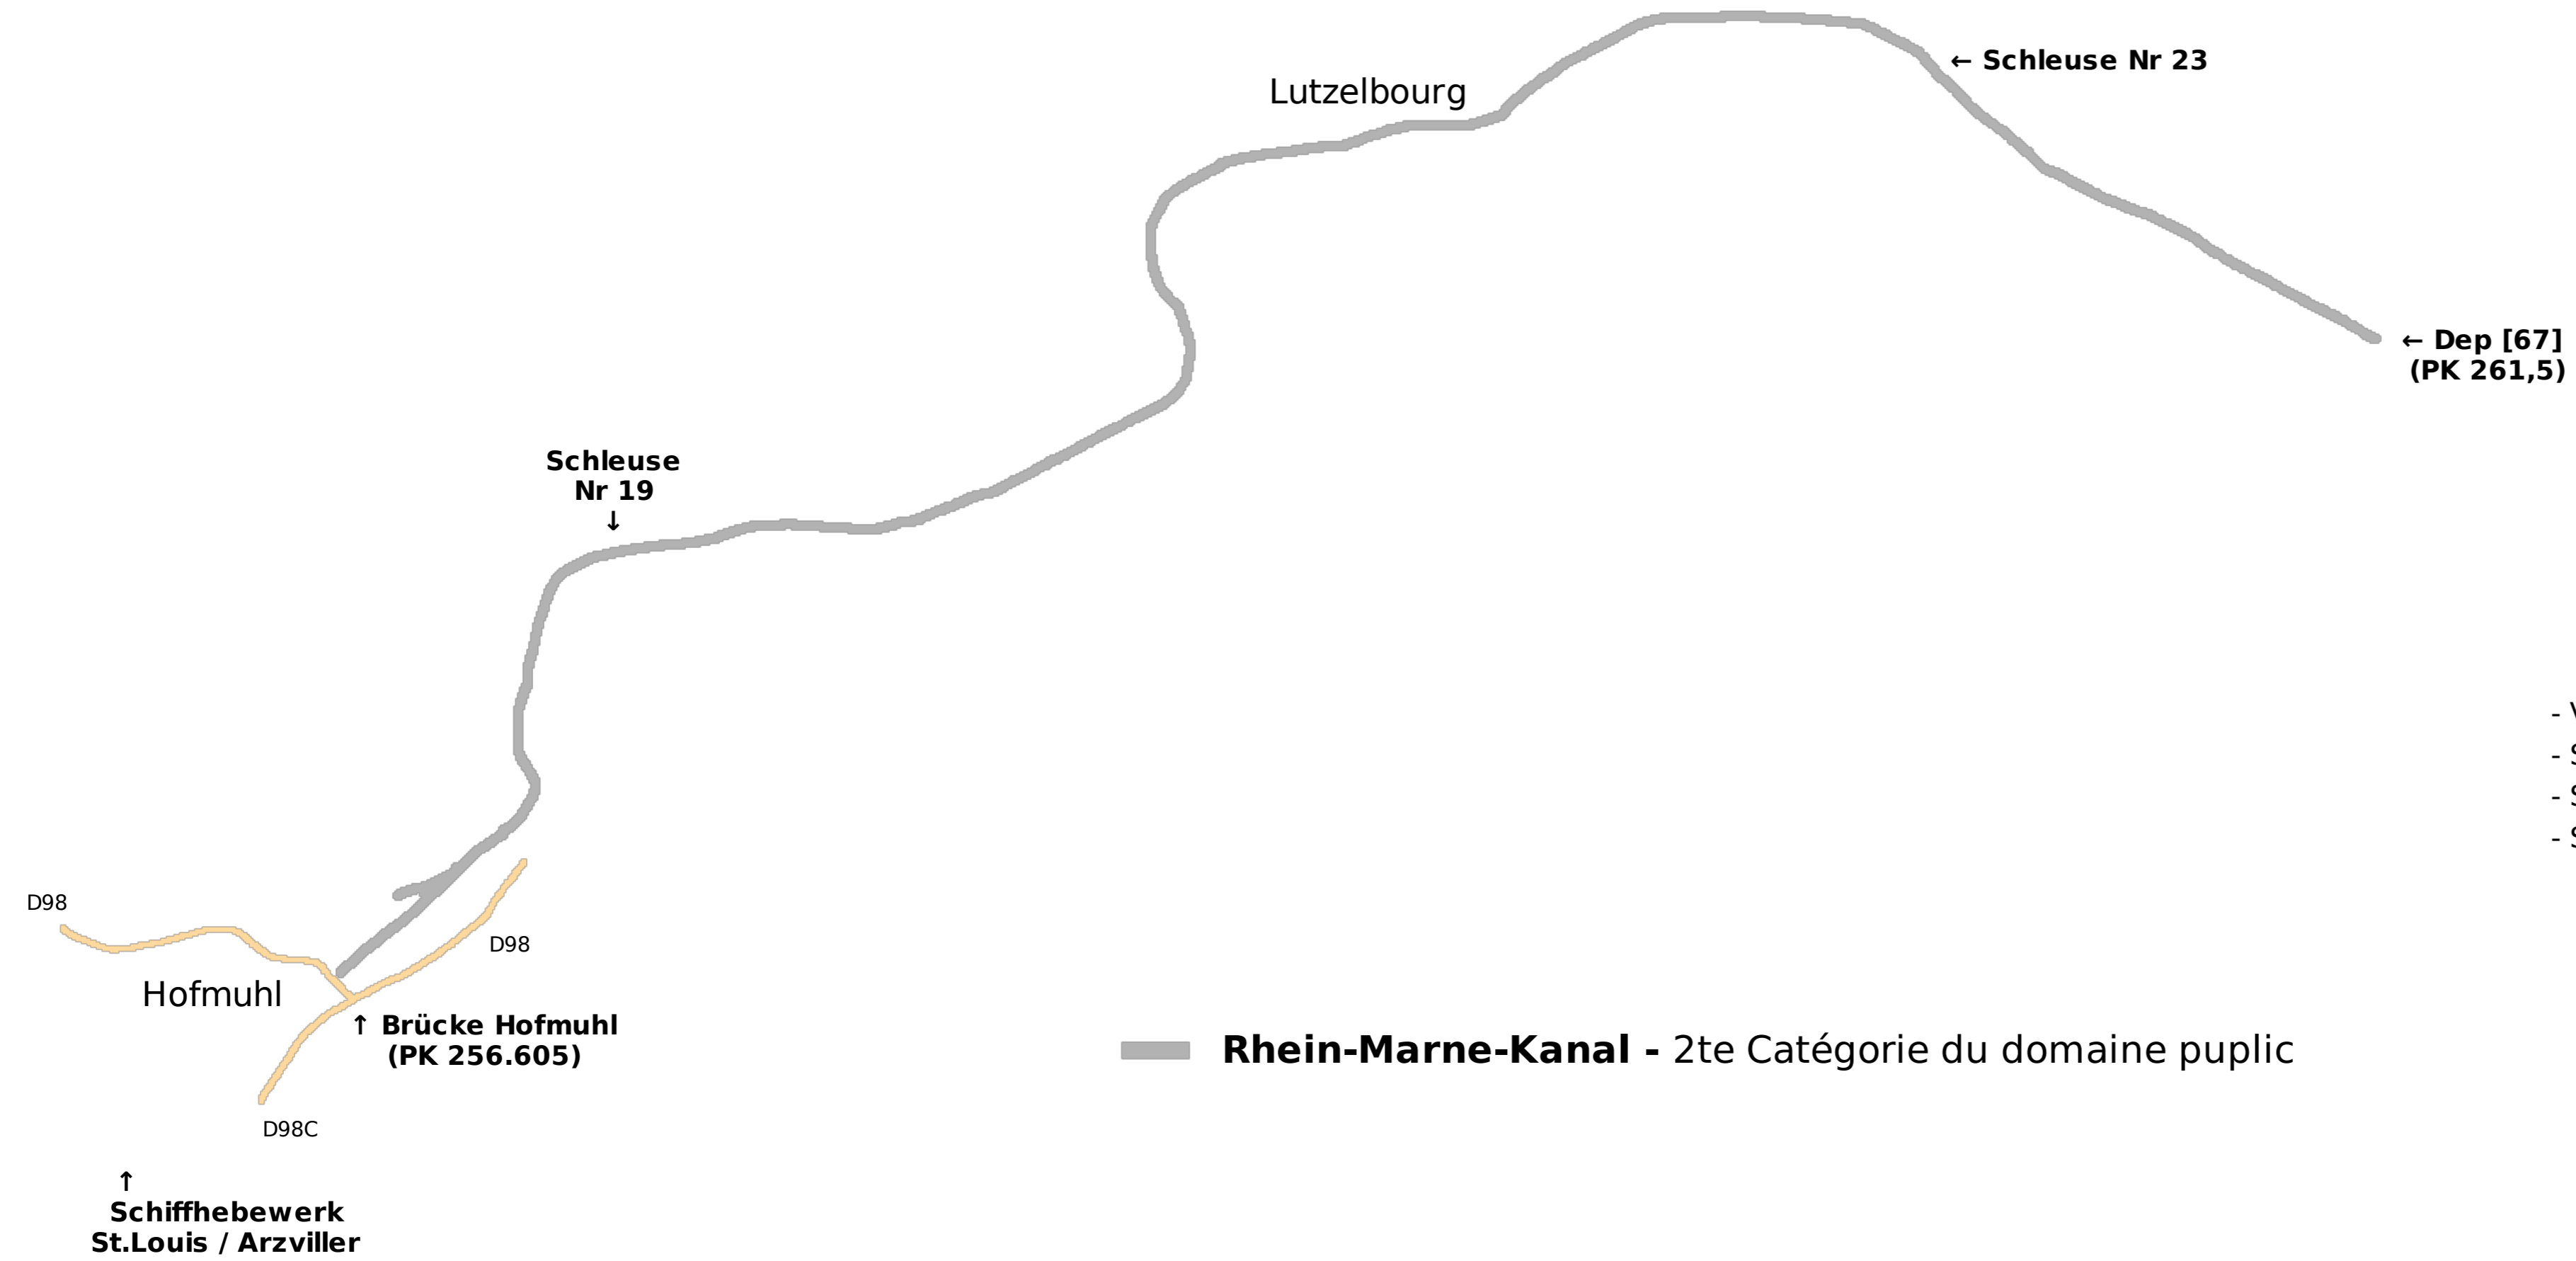 ← Schleuse Nr 23
Lutzelbourg
← Dep [67]
(PK 261,5)
Schleuse
Nr 19
↓
-
- S
- S
- S
D98
D98
Hofmuhl
↑ Brücke Hofmuhl
(PK 256.605)
Rhein-Marne-Kanal - 2te Catégorie du domaine puplic
D98C
↑
Schiffhebewerk
St.Louis / Arzviller